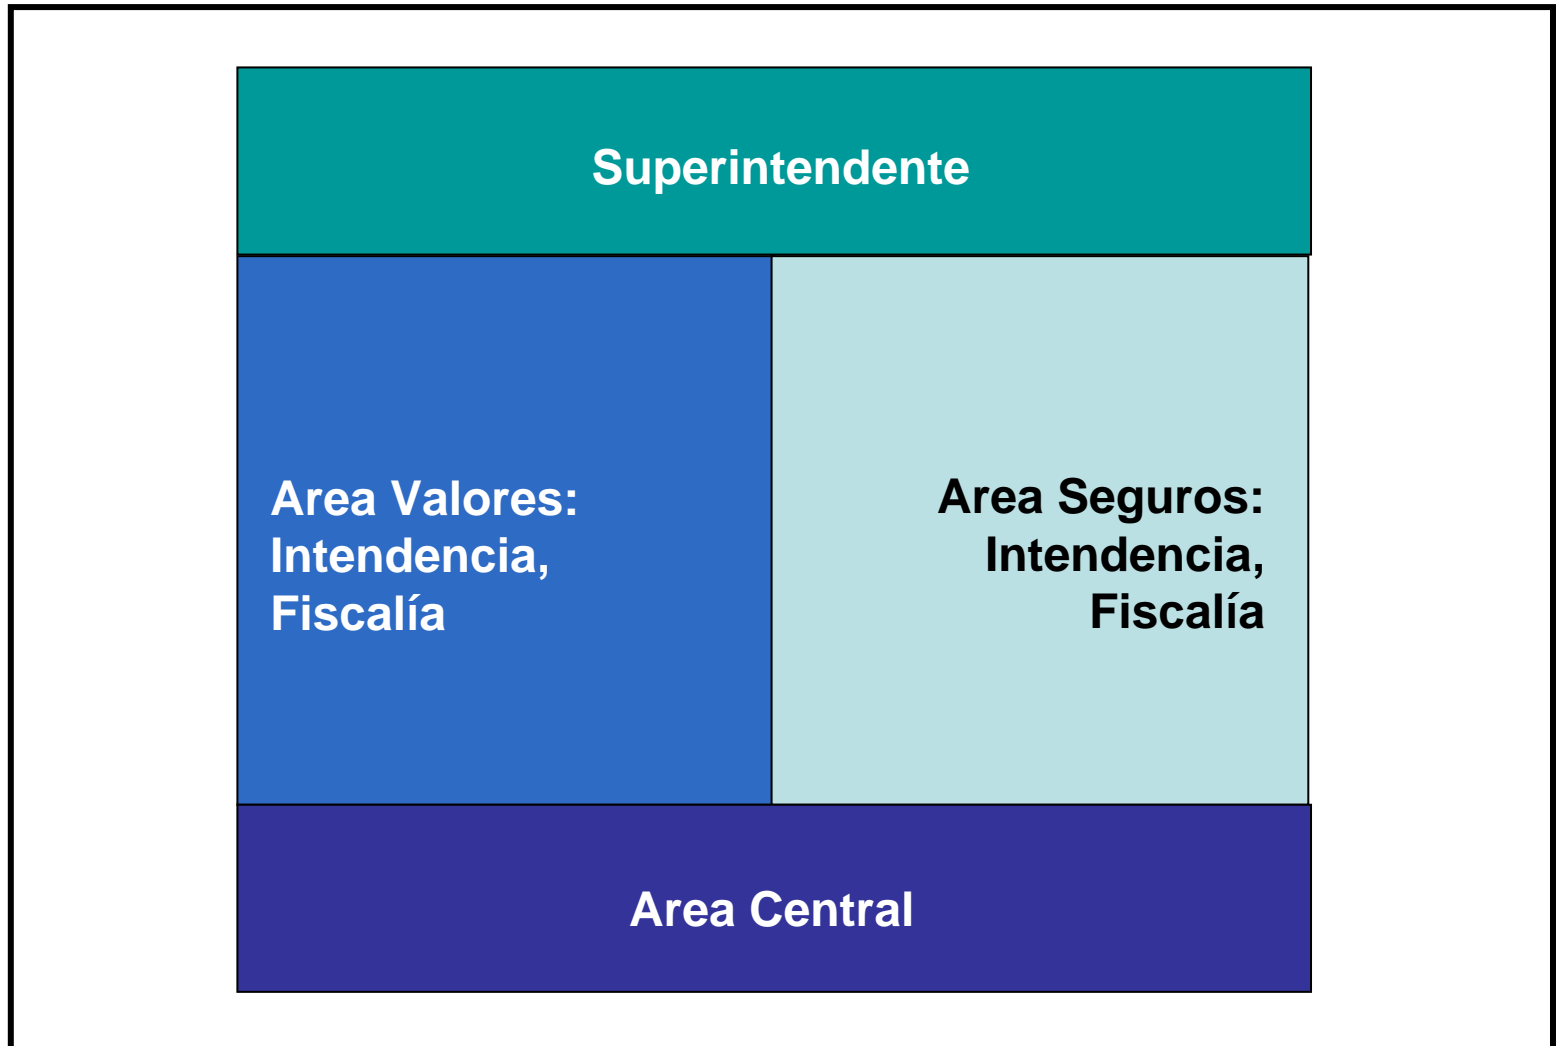 Superintendente
Area Valores:
Intendencia,
Fiscalía
Area Seguros:
Intendencia,
Fiscalía
Area Central